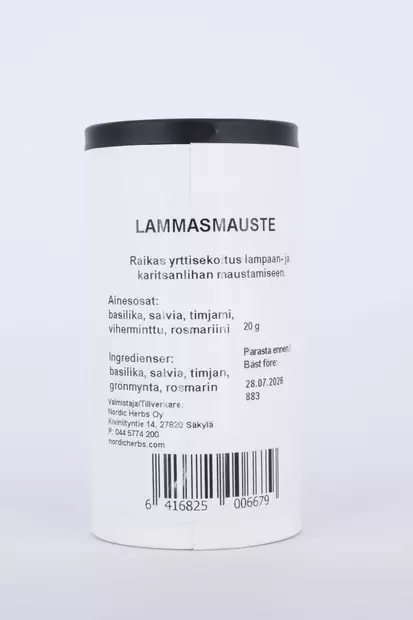 LAMMASMAUSTE
Raikas yrttisekoitus lampaan- ja
karitsanlihan maustamiseen.
Ainesosat:
basilika, salvia, timjami,
viherminttu, rosmariini
20 g
Ingredienser:
basilika, salvia, timjan,
grönmynta, rosmarin
Parasta ennen
Bäst före:
28.07.2026
883
Valmistaja/Tillverkare:
Nordic Herbs Oy
Kiviniityntie 14, 27820 Säkylä
P. 044 5774 200
nordicherbs.com
6 416825 006679